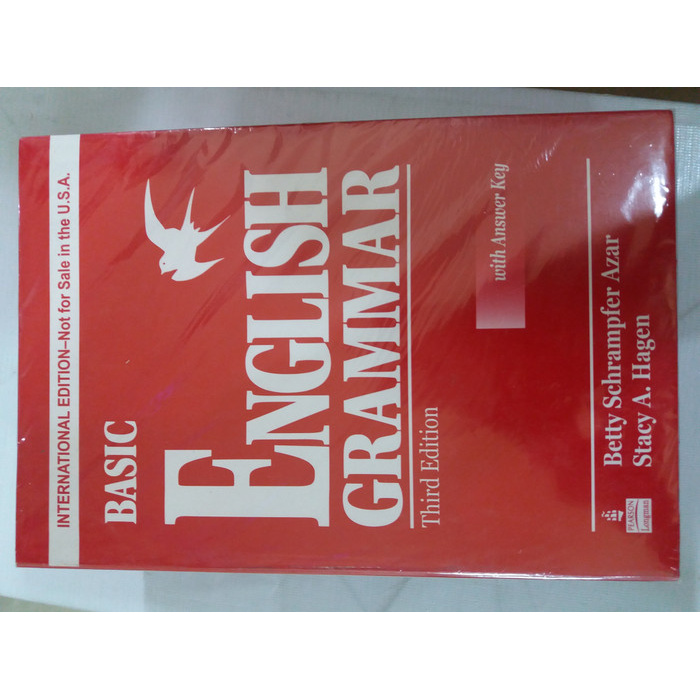 INTERNATIONAL EDITION–Not for Sale in the U.S.A.
BASIC
ENGLISH
GRAMMAR
Third Edition
with Answer Key
Betty Schrampfer Azar
Stacy A. Hagen
PEARSON
Longman